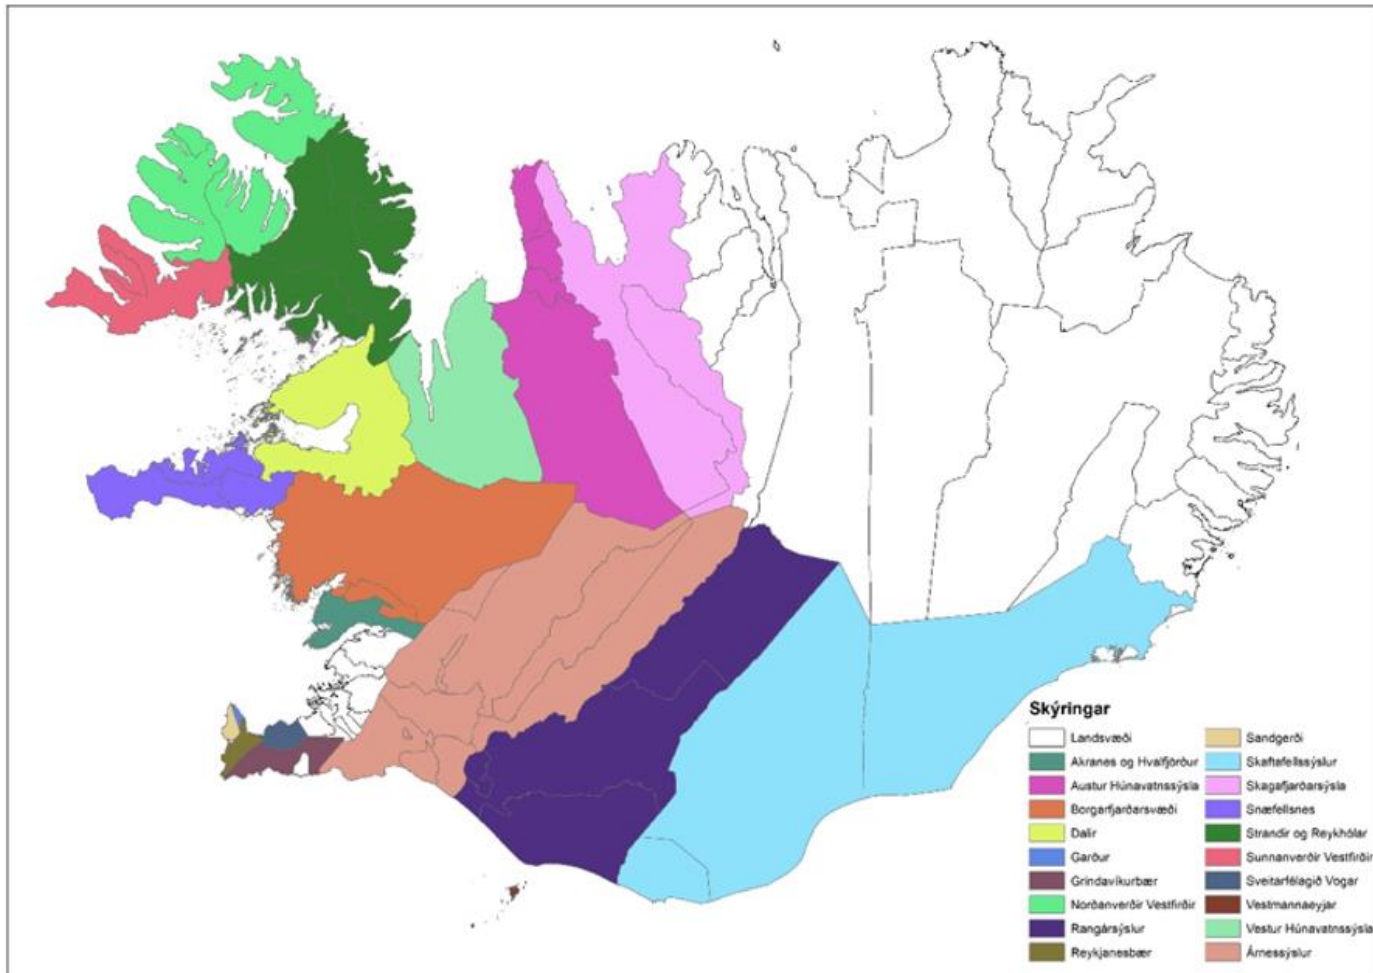 Skýringar
Landsvæði
Akranes og Hvalfjörður
Austur Húnavatnssýsla
Borgarfjarðarsvæði
Dalir
Garður
Grindavíkurbær
Norðanverðir Vestfirðir
Rangársýslur
Reykjanesbær
Sandgerði
Skaftafellssýslur
Skagafjarðarsýsla
Snæfellsnes
Strandir og Reykhólar
Sunnanverðir Vestfirðir
Sveitarfélagið Vogar
Vestmannaeyjar
Vestur Húnavatnssýsla
Árnessýslur